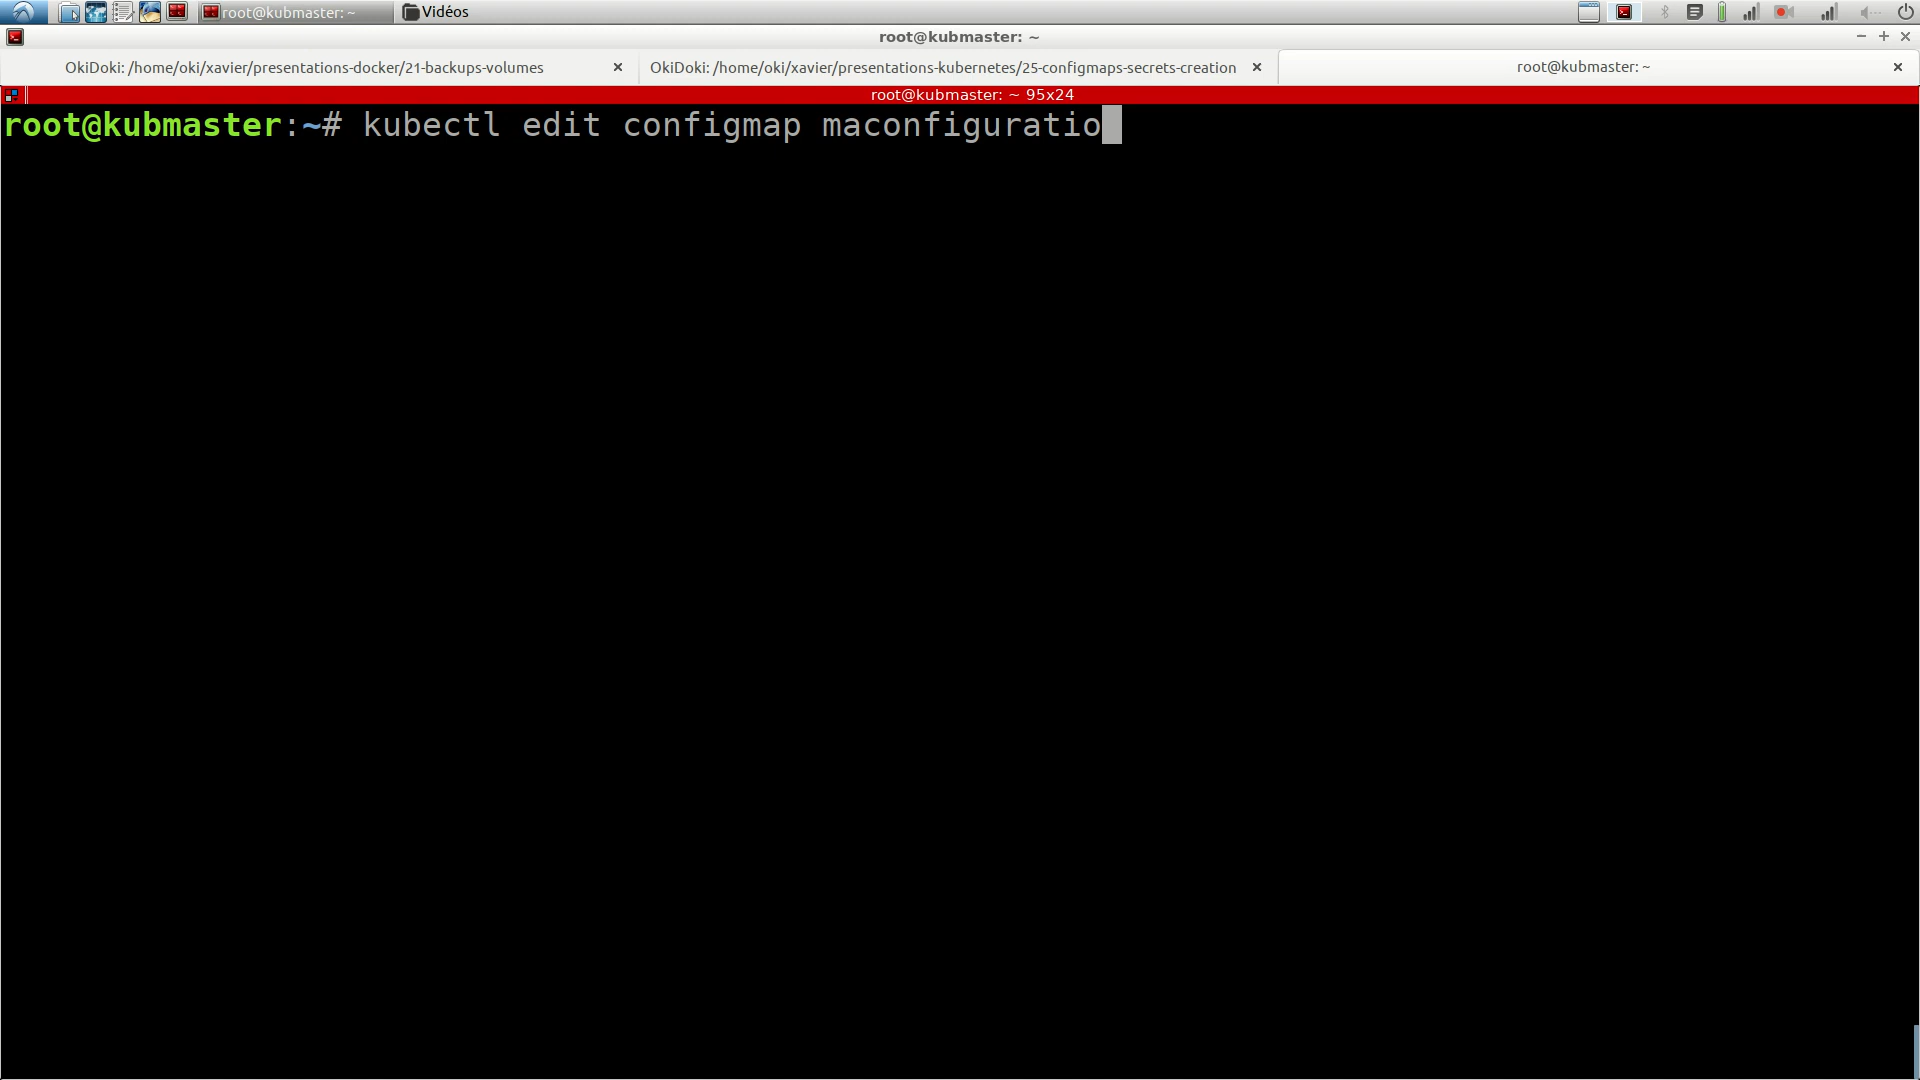 root@kubmaster: ~ Vidéos
root@kubmaster: ~
OkiDoki: /home/oki/xavier/presentations-docker/21-backups-volumes OkiDoki: /home/oki/xavier/presentations-kubernetes/25-configmaps-secrets-creation root@kubmaster: ~
root@kubmaster: ~ 95x24
root@kubmaster:~# kubectl edit configmap maconfiguratio